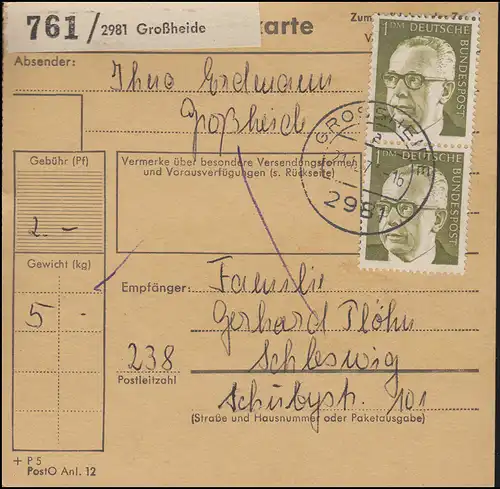 761/ 2981 Großheide
karte
Absender:
Erdmann
Großheide
1 DM DEUTSCHE BUNDESPOST
1 DM DEUTSCHE BUNDESPOST
2981
Gebühr (Pf)
2.-
Vermerke über besondere Versendungsformen
und Vorausverfügungen (s. Rückseite)
Gewicht (kg)
5 -
Empfänger:
Familie
Gerhard Plöhn
238
Schleswig
Postleitzahl
Schubystr. 101
(Straße und Hausnummer oder Paketausgabe)
+ P 5
PostO Anl. 12